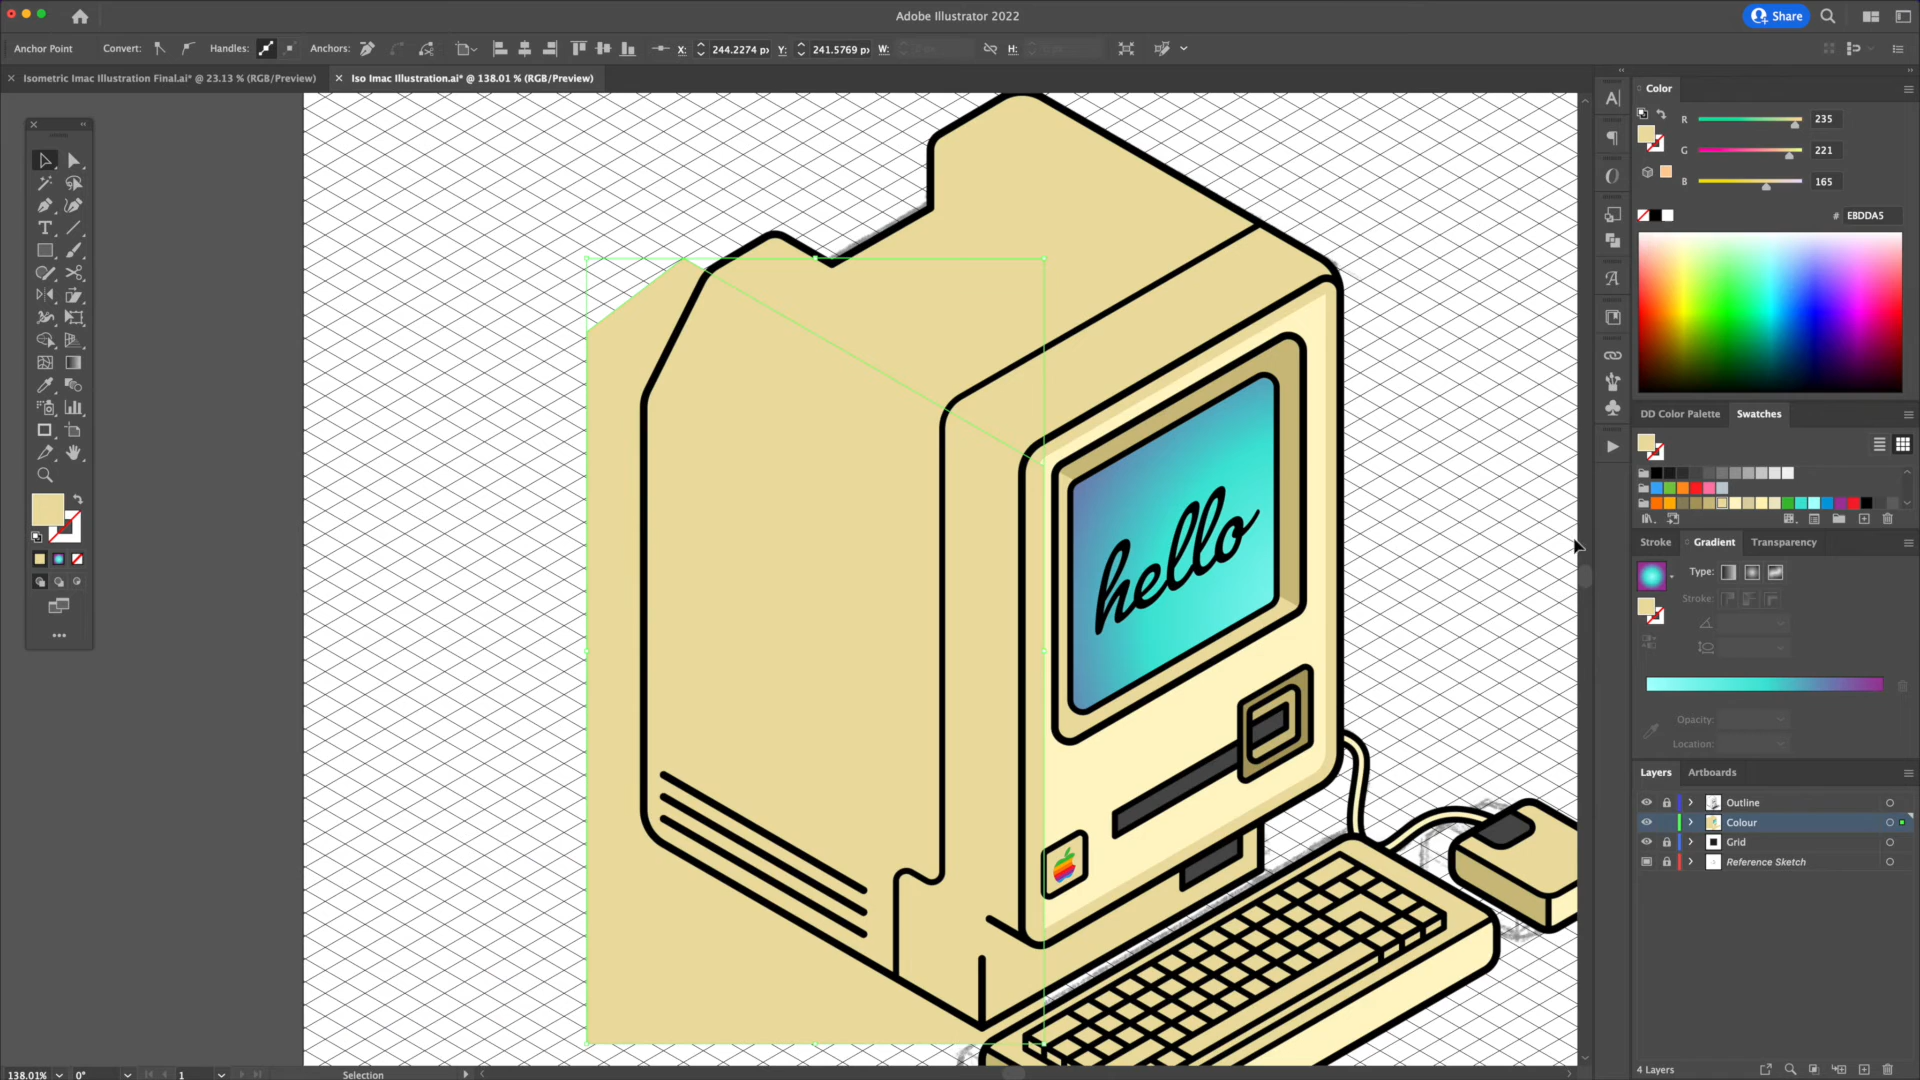 Adobe Illustrator 2022
Share
Anchor Point
Convert:
Handles:
Anchors:
X:
244.2274 px
Y:
241.5769 px
W:
H:
Isometric Imac Illustration Final.ai* @ 23.13 % (RGB/Preview)
Iso Imac Illustration.ai* @ 138.01 % (RGB/Preview)
Color
R
235
G
221
B
165
# EBDDA5
DD Color Palette
Swatches
hello
Stroke
Gradient
Transparency
Type:
Stroke:
Opacity:
Location:
Layers
Artboards
Outline
Colour
Grid
Reference Sketch
4 Layers
138.01%
0°
1
Selection